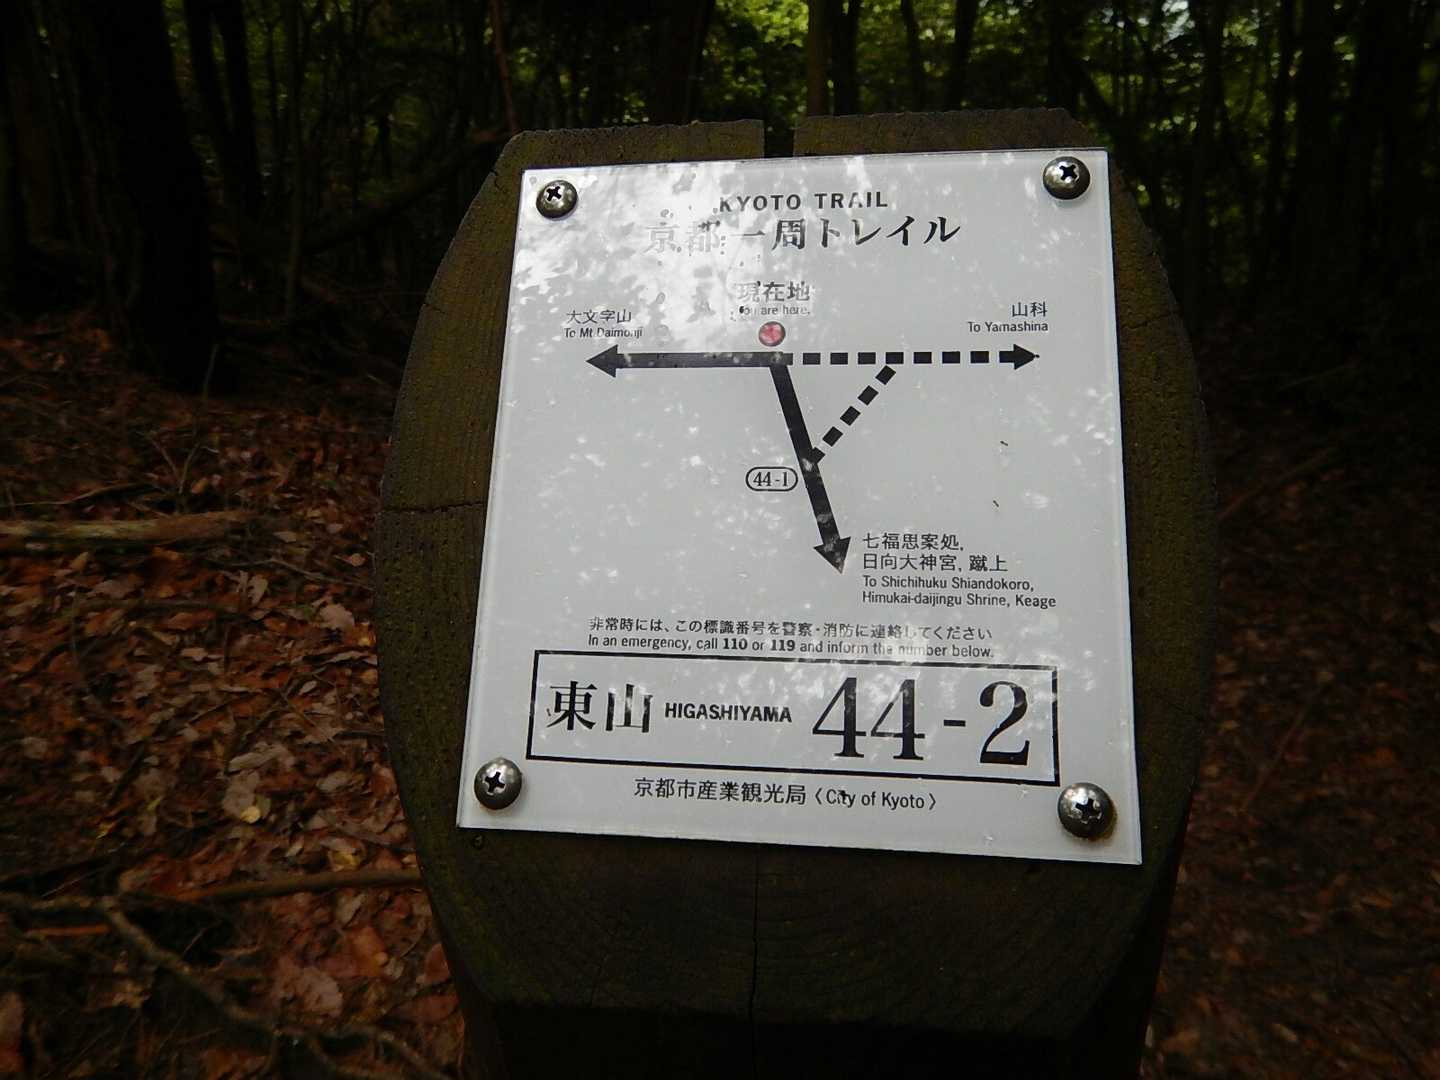 KYOTO TRAIL
京都一周トレイル
現在地
You are here.
大文字山
To Mt.Daimonji
山科
To Yamashina
44-1
七福思案処,
日向大神宮, 蹴上
To Shichihuku Shiandokoro,
Himukai-daijingu Shrine, Keage
非常時には、この標識番号を警察・消防に連絡してください
In an emergency, call 110 or 119 and inform the number below.
東山 HIGASHIYAMA 44-2
京都市産業観光局〈City of Kyoto〉